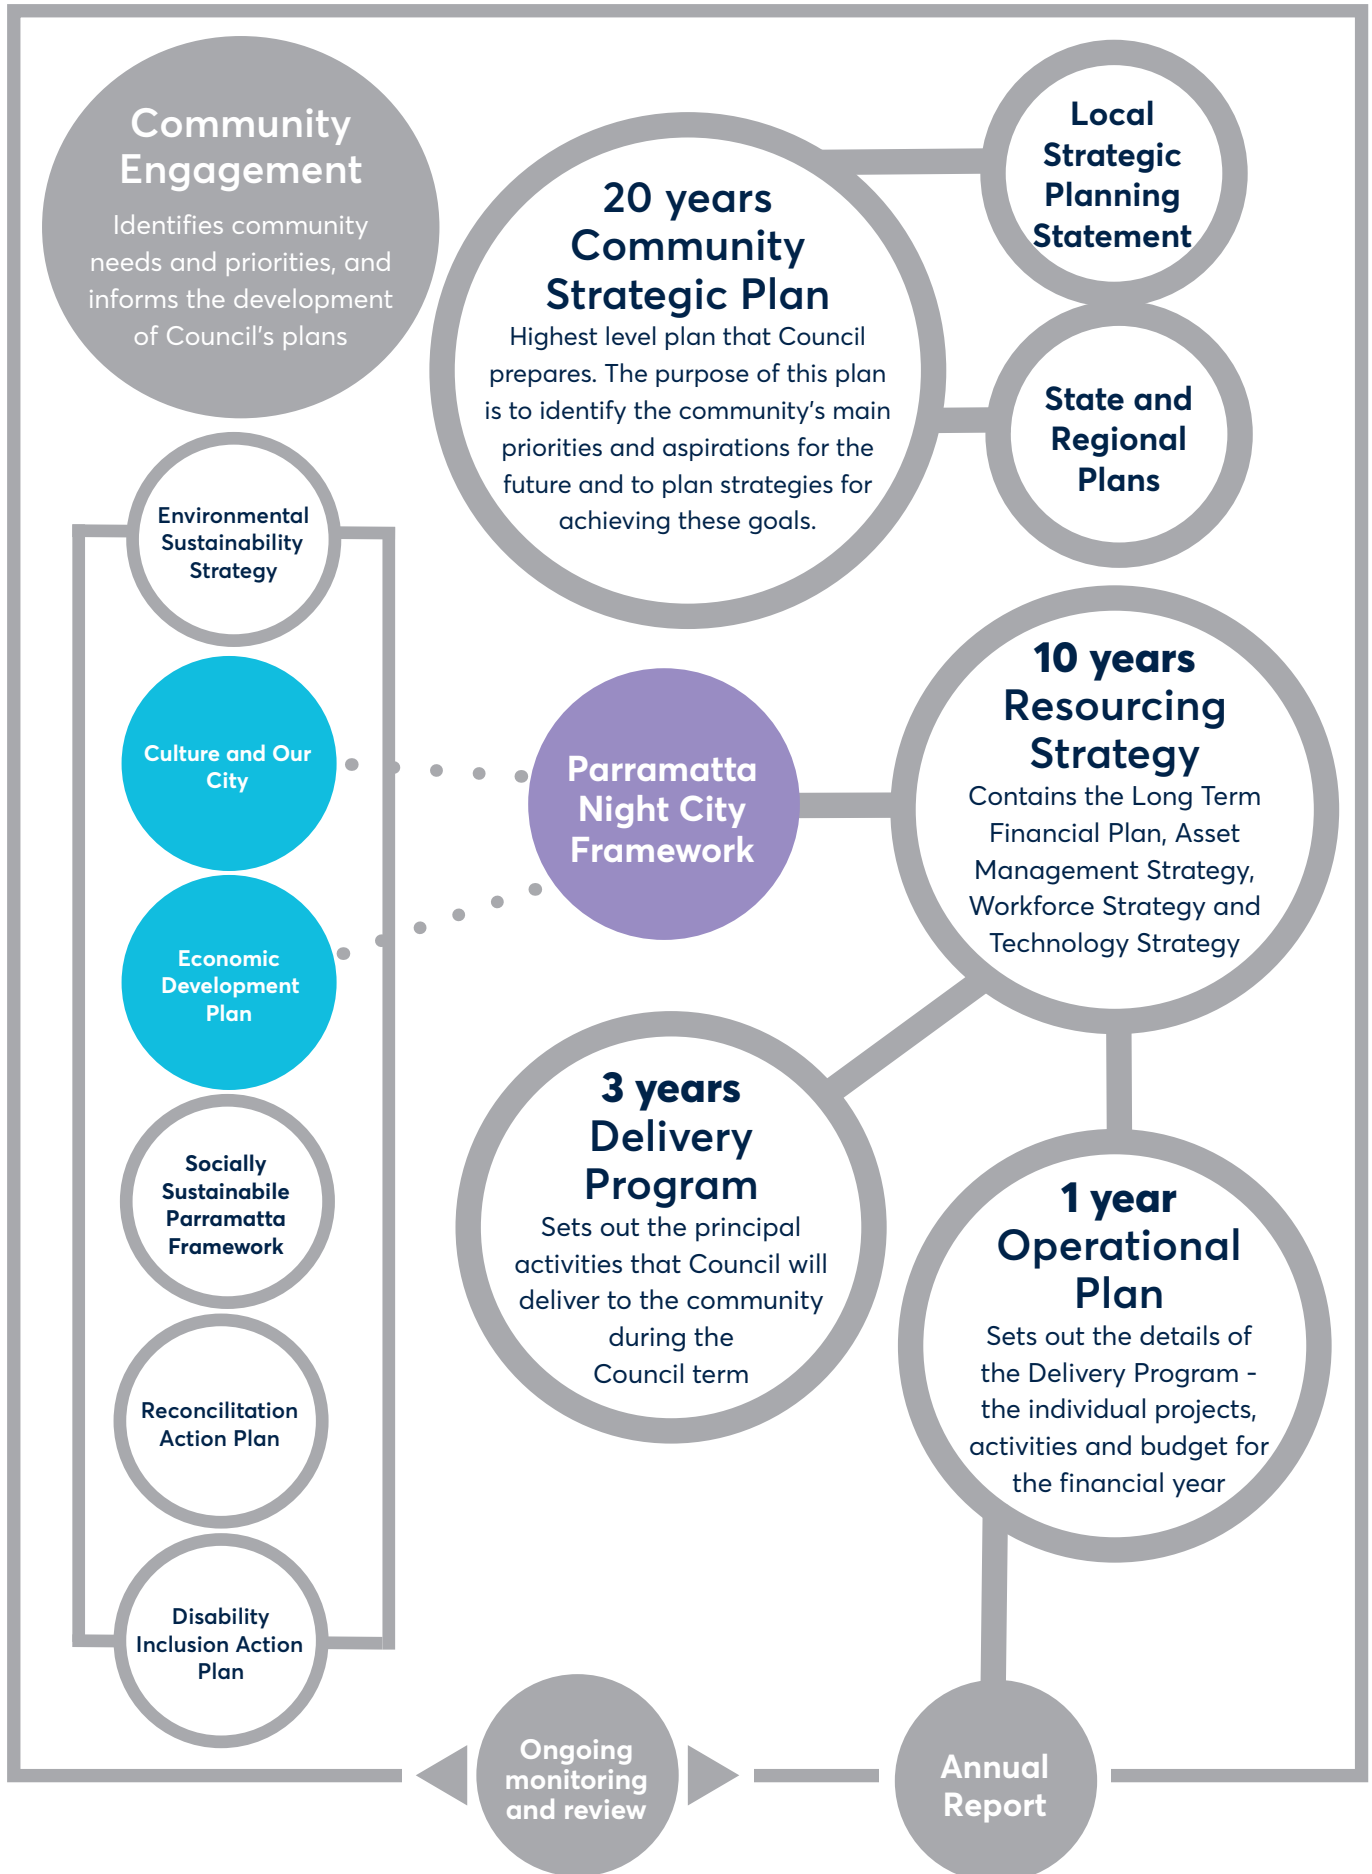 Community
Engagement
Identifies community
needs and priorities, and
informs the development
of Council's plans
20 years
Community
Strategic Plan
Highest level plan that Council
prepares. The purpose of this plan
is to identify the community's main
priorities and aspirations for the
future and to plan strategies for
achieving these goals.
Local
Strategic
Planning
Statement
State and
Regional
Plans
Environmental
Sustainability
Strategy
Culture and Our
City
Economic
Development
Plan
Socially
Sustainabile
Parramatta
Framework
Reconcilitation
Action Plan
Disability
Inclusion Action
Plan
Parramatta
Night City
Framework
10 years
Resourcing
Strategy
Contains the Long Term
Financial Plan, Asset
Management Strategy,
Workforce Strategy and
Technology Strategy
3 years
Delivery
Program
Sets out the principal
activities that Council will
deliver to the community
during the
Council term
1 year
Operational
Plan
Sets out the details of
the Delivery Program -
the individual projects,
activities and budget for
the financial year
Ongoing
monitoring
and review
Annual
Report